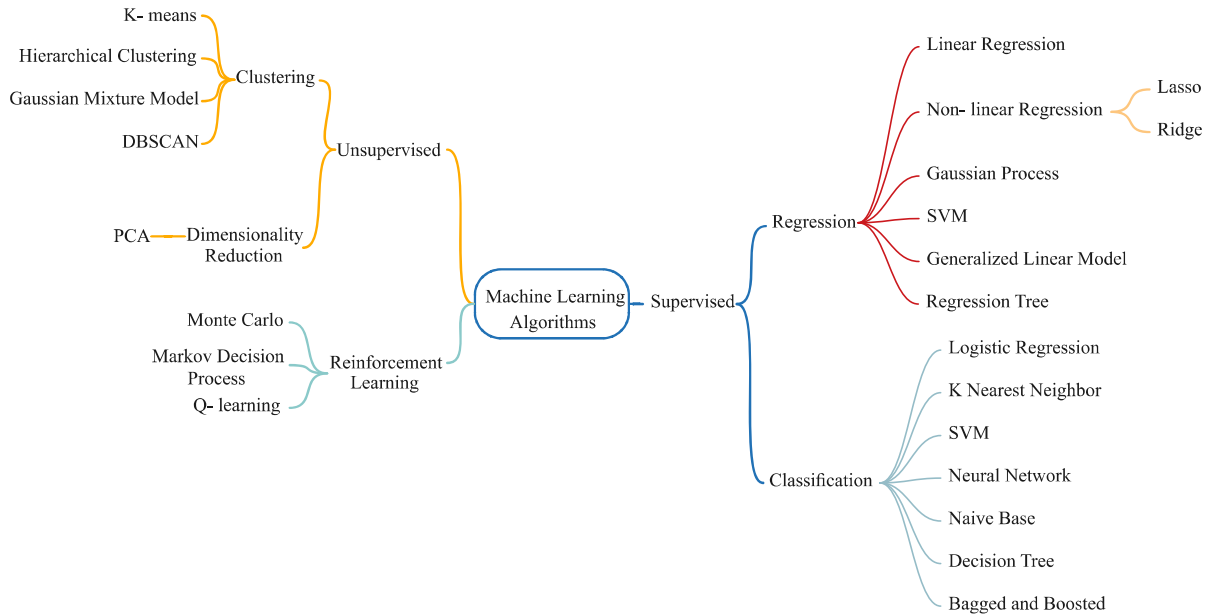 K- means
Hierarchical Clustering
Gaussian Mixture Model
DBSCAN
Clustering
Unsupervised
PCA
Dimensionality
Reduction
Monte Carlo
Markov Decision
Process
Q- learning
Reinforcement
Learning
Machine Learning
Algorithms
Supervised
Regression
Linear Regression
Non- linear Regression
Lasso
Ridge
Gaussian Process
SVM
Generalized Linear Model
Regression Tree
Classification
Logistic Regression
K Nearest Neighbor
SVM
Neural Network
Naive Base
Decision Tree
Bagged and Boosted